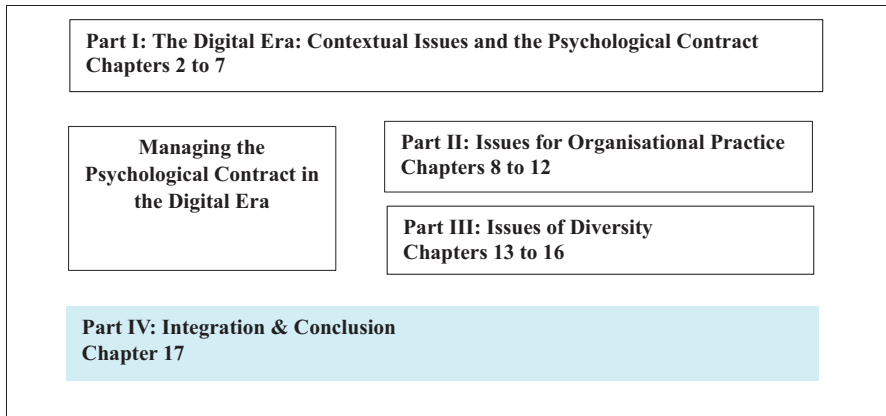 Part I: The Digital Era: Contextual Issues and the Psychological Contract
Chapters 2 to 7
Managing the
Psychological Contract in
the Digital Era
Part II: Issues for Organisational Practice
Chapters 8 to 12
Part III: Issues of Diversity
Chapters 13 to 16
Part IV: Integration & Conclusion
Chapter 17